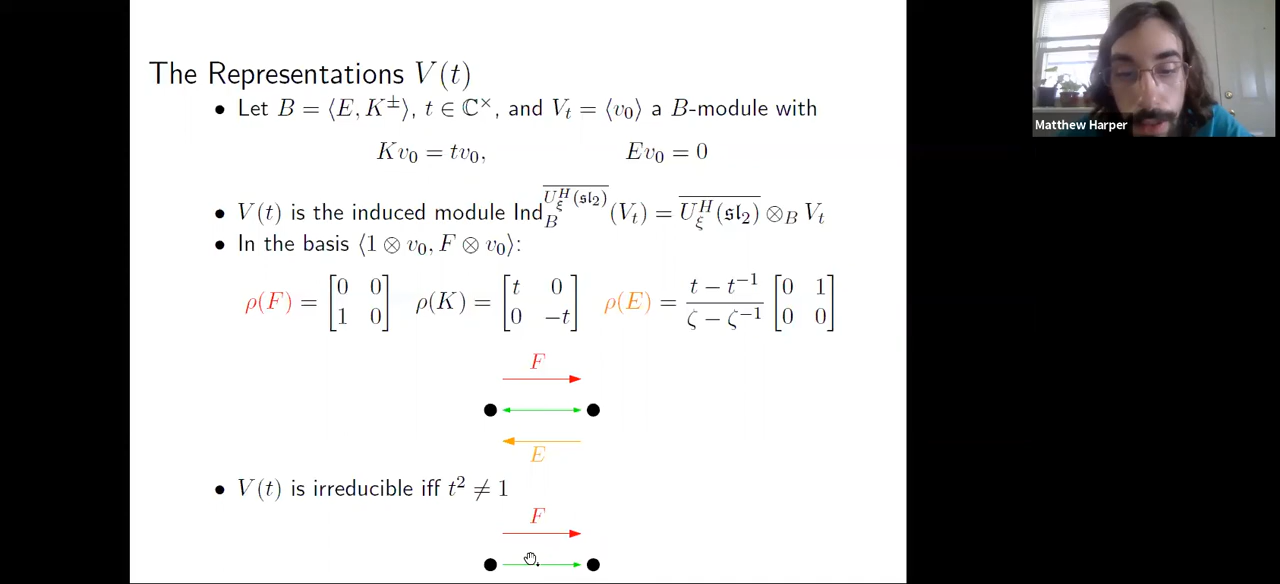 The Representations V(t)
• Let B = ⟨E, K^±⟩, t ∈ ℂ^×, and V_t = ⟨v_0⟩ a B-module with
Kv_0 = tv_0, Ev_0 = 0
• V(t) is the induced module Ind_B^{\overline{U_ξ^H(𝔰𝔩_2)}}(V_t) = \overline{U_ξ^H(𝔰𝔩_2)} ⊗_B V_t
• In the basis ⟨1 ⊗ v_0, F ⊗ v_0⟩:
ρ(F) = [0 0; 1 0] ρ(K) = [t 0; 0 −t] ρ(E) = (t − t^{-1})/(ζ − ζ^{-1}) [0 1; 0 0]
F
E
• V(t) is irreducible iff t^2 ≠ 1
F
Matthew Harper